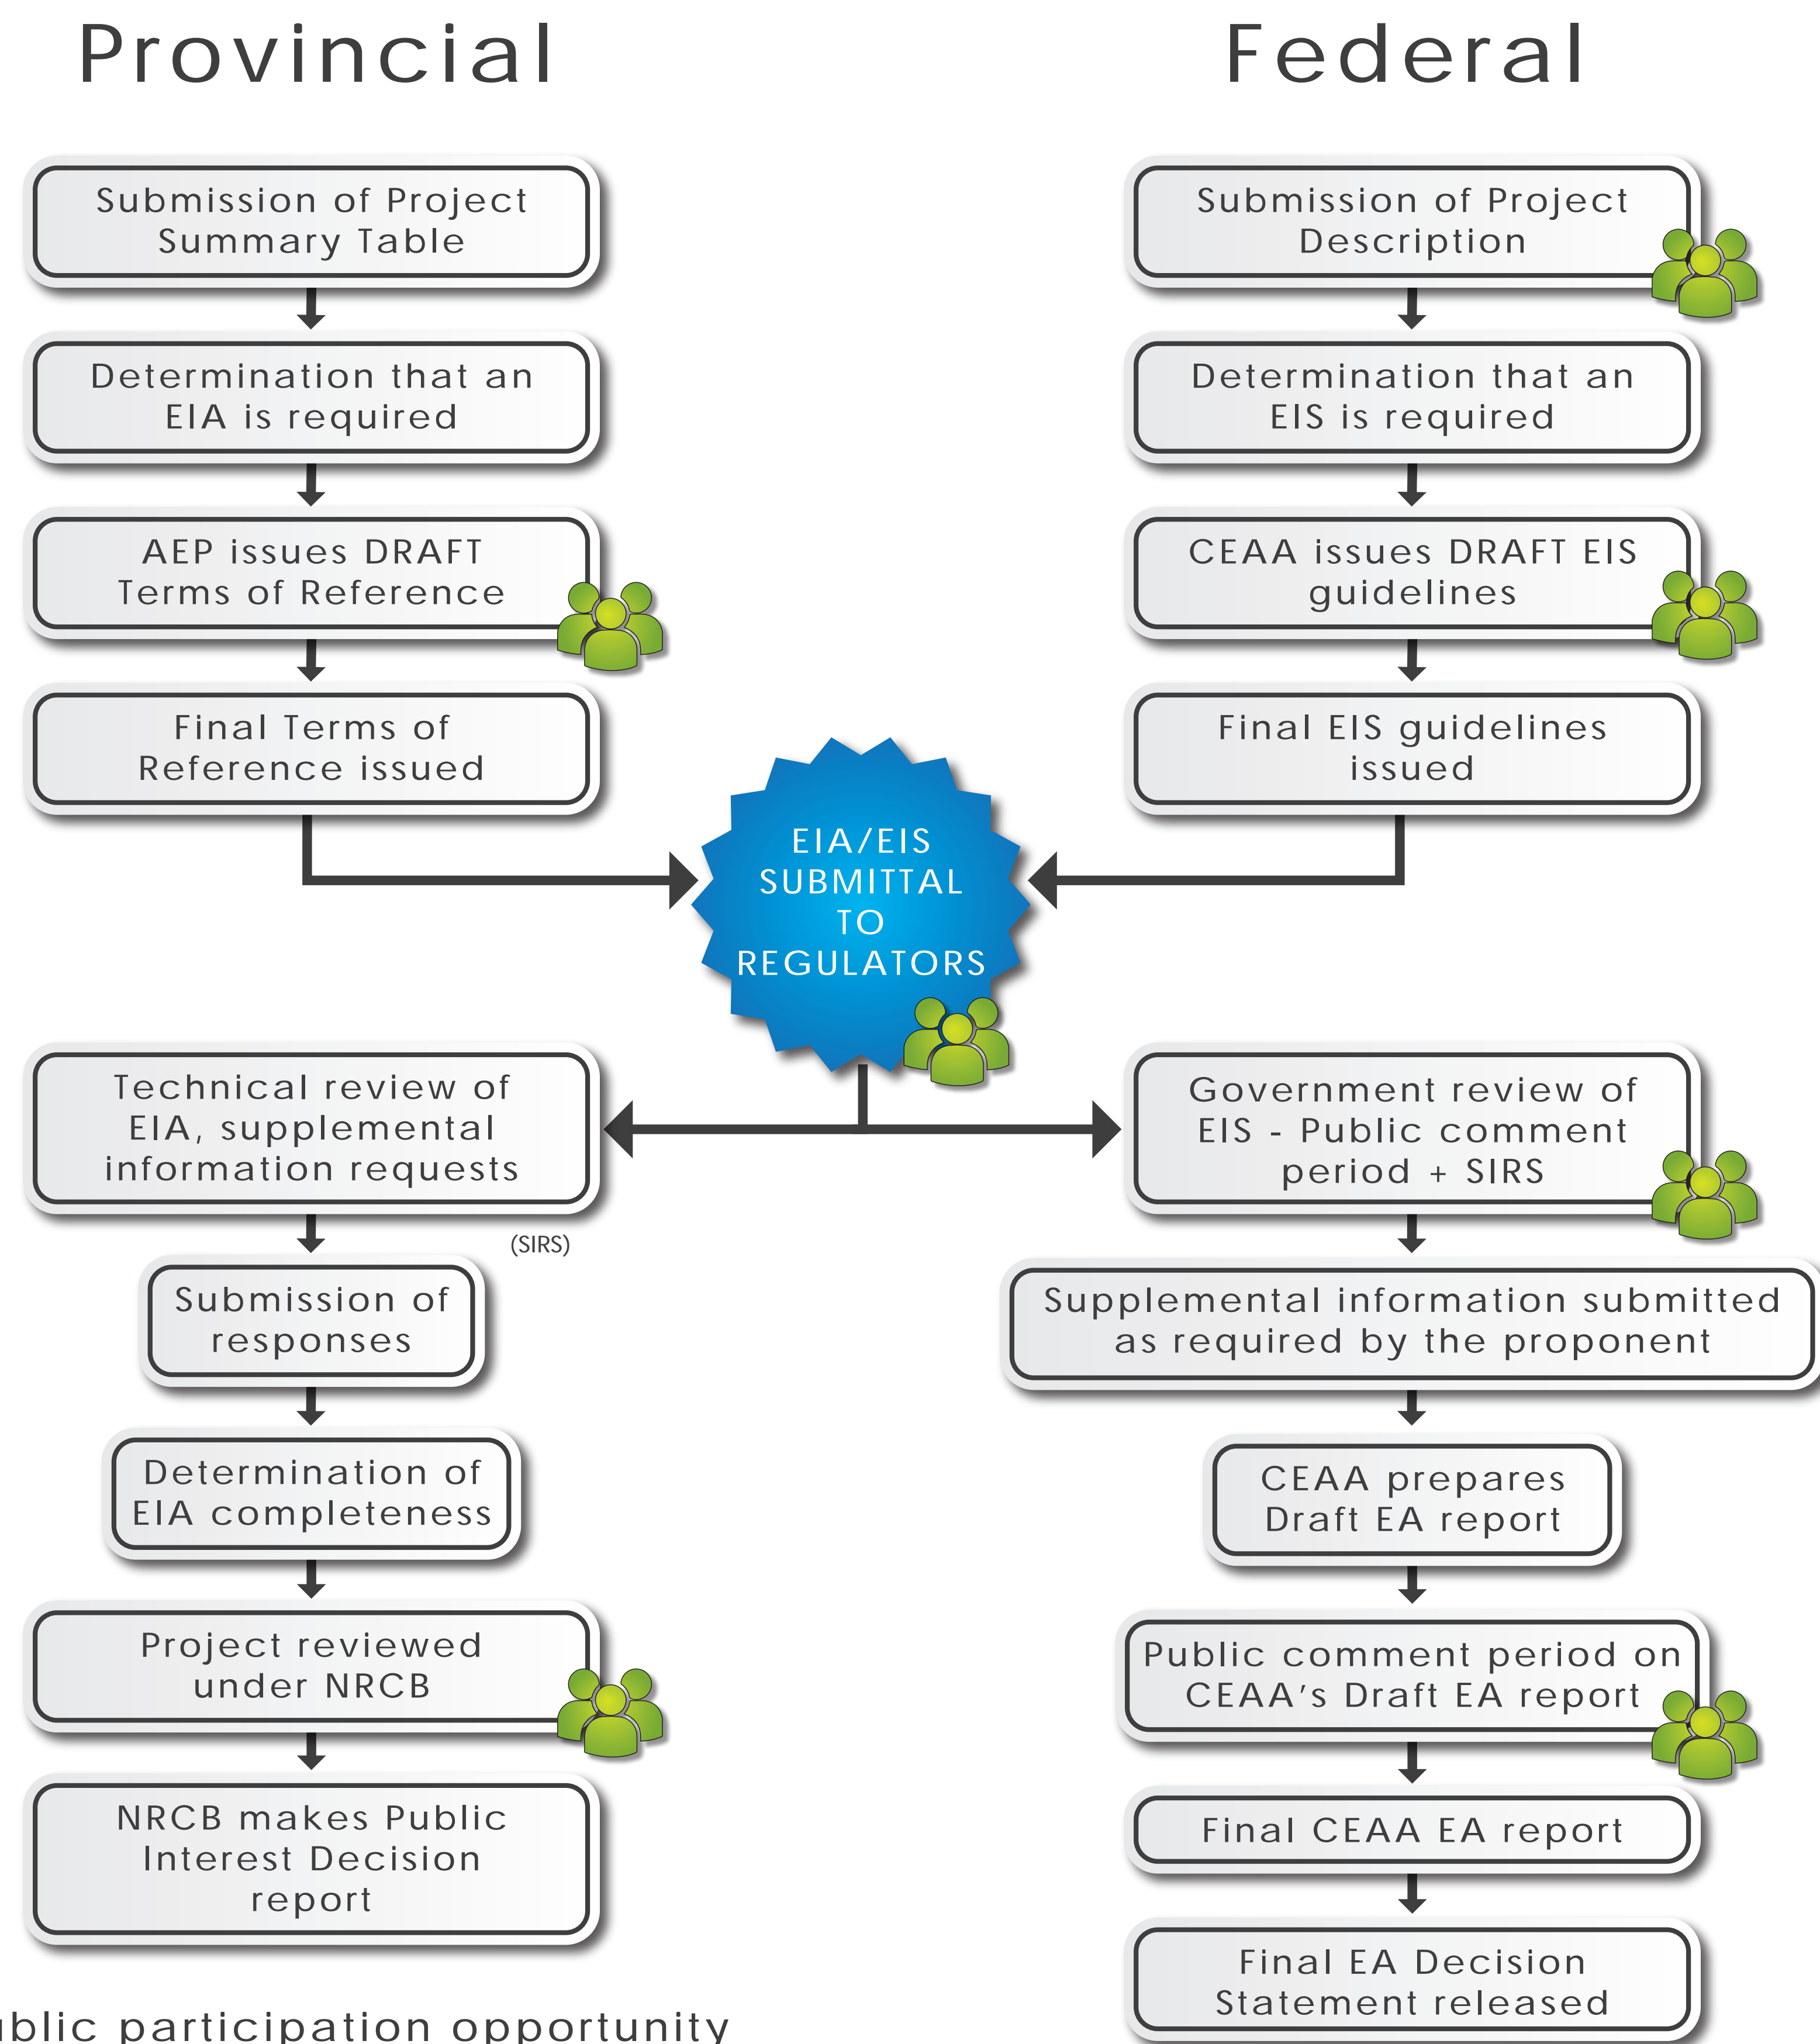 Provincial
Submission of Project
Summary Table
Determination that an
EIA is required
AEP issues DRAFT
Terms of Reference
Final Terms of
Reference issued
Federal
Submission of Project
Description
Determination that an
EIS is required
CEAA issues DRAFT EIS
guidelines
Final EIS guidelines
issued
EIA/EIS
SUBMITTAL
TO
REGULATORS
Technical review of
EIA, supplemental
information requests
(SIRS)
Submission of
responses
Determination of
EIA completeness
Project reviewed
under NRCB
NRCB makes Public
Interest Decision
report
Government review of
EIS - Public comment
period + SIRS
Supplemental information submitted
as required by the proponent
CEAA prepares
Draft EA report
Public comment period on
CEAA's Draft EA report
Final CEAA EA report
Final EA Decision
Statement released
participation opportunity